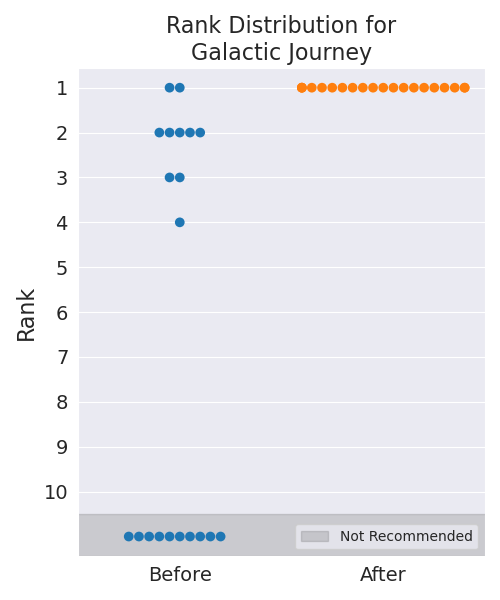 Rank Distribution for
Galactic Journey
1
2
3
4
5
6
7
8
9
10
Rank
Not Recommended
Before
After